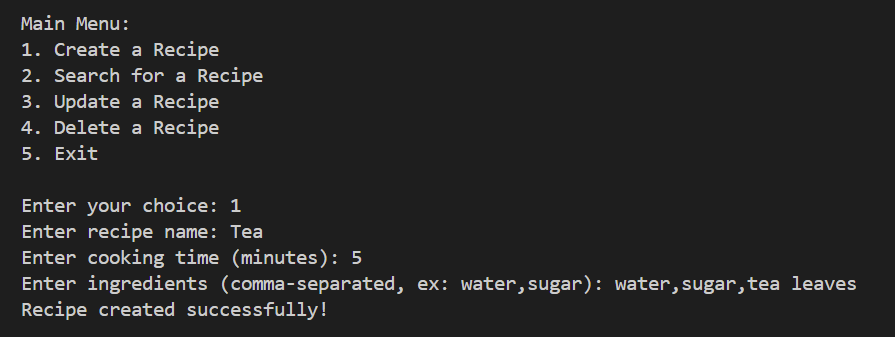 Main Menu:
1. Create a Recipe
2. Search for a Recipe
3. Update a Recipe
4. Delete a Recipe
5. Exit
Enter your choice: 1
Enter recipe name: Tea
Enter cooking time (minutes): 5
Enter ingredients (comma-separated, ex: water,sugar): water,sugar,tea leaves
Recipe created successfully!